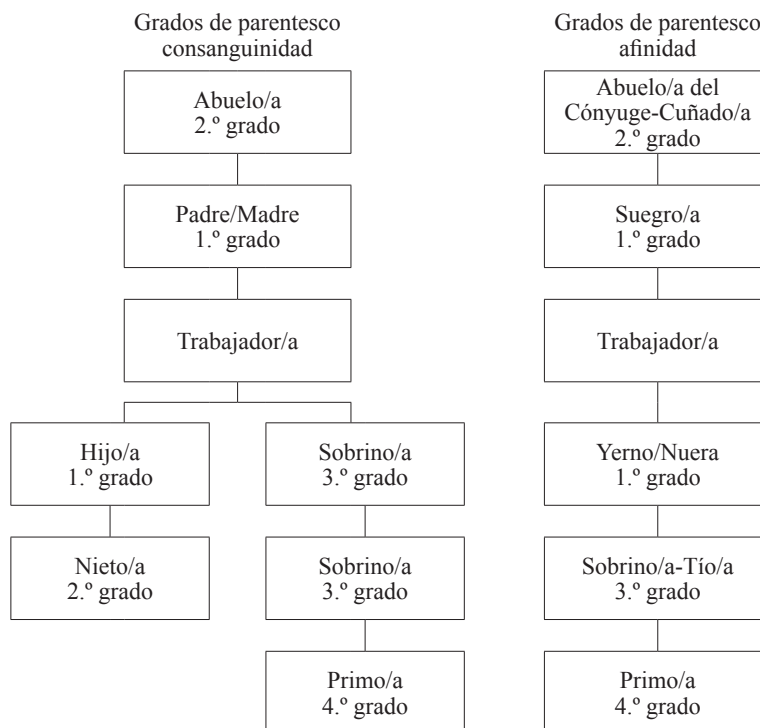 Grados de parentesco
consanguinidad
Abuelo/a
2.º grado
Padre/Madre
1.º grado
Trabajador/a
Hijo/a
1.º grado
Sobrino/a
3.º grado
Nieto/a
2.º grado
Sobrino/a
3.º grado
Primo/a
4.º grado
Grados de parentesco
afinidad
Abuelo/a del
Cónyuge-Cuñado/a
2.º grado
Suegro/a
1.º grado
Trabajador/a
Yerno/Nuera
1.º grado
Sobrino/a-Tío/a
3.º grado
Primo/a
4.º grado